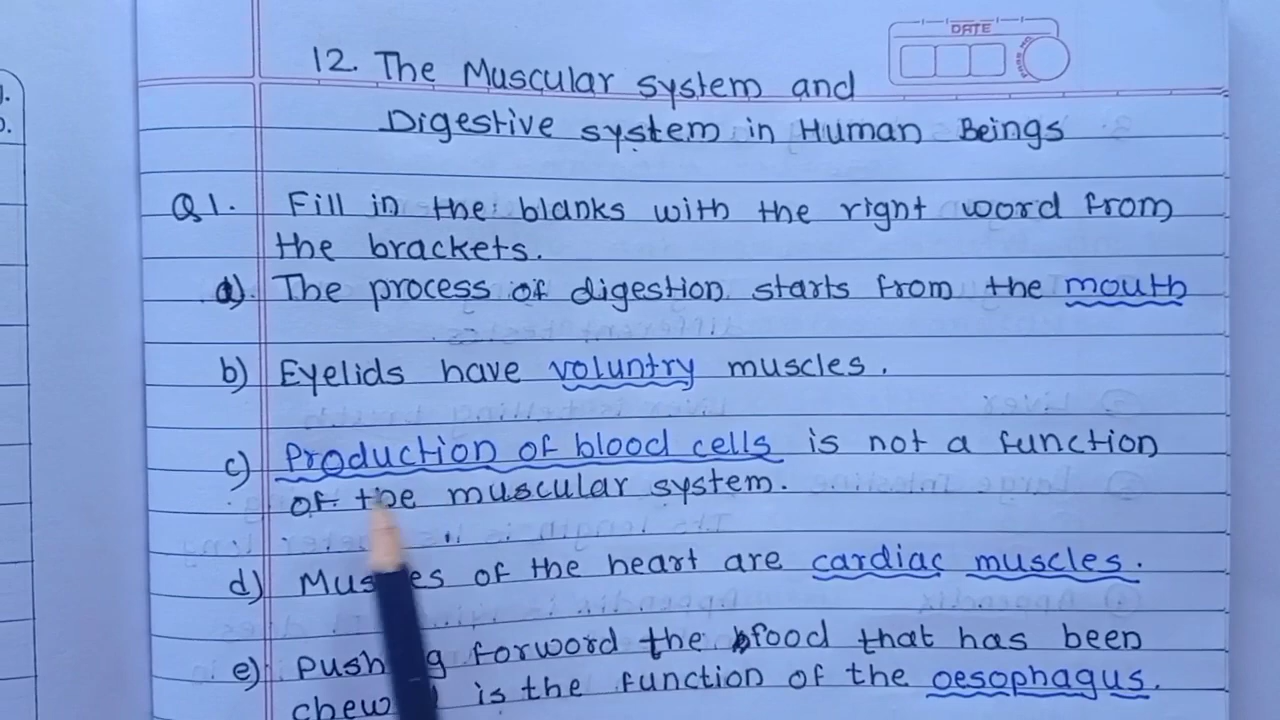 DATE
12. The Muscular system and
Digestive system in Human Beings
Q1. Fill in the blanks with the right word from
the brackets.
a). The process of digestion starts from the mouth
b) Eyelids have voluntry muscles.
c) Production of blood cells is not a function
of the muscular system.
d) Muscles of the heart are cardiac muscles.
e) Pushing forword the food that has been
chewed is the function of the oesophagus.